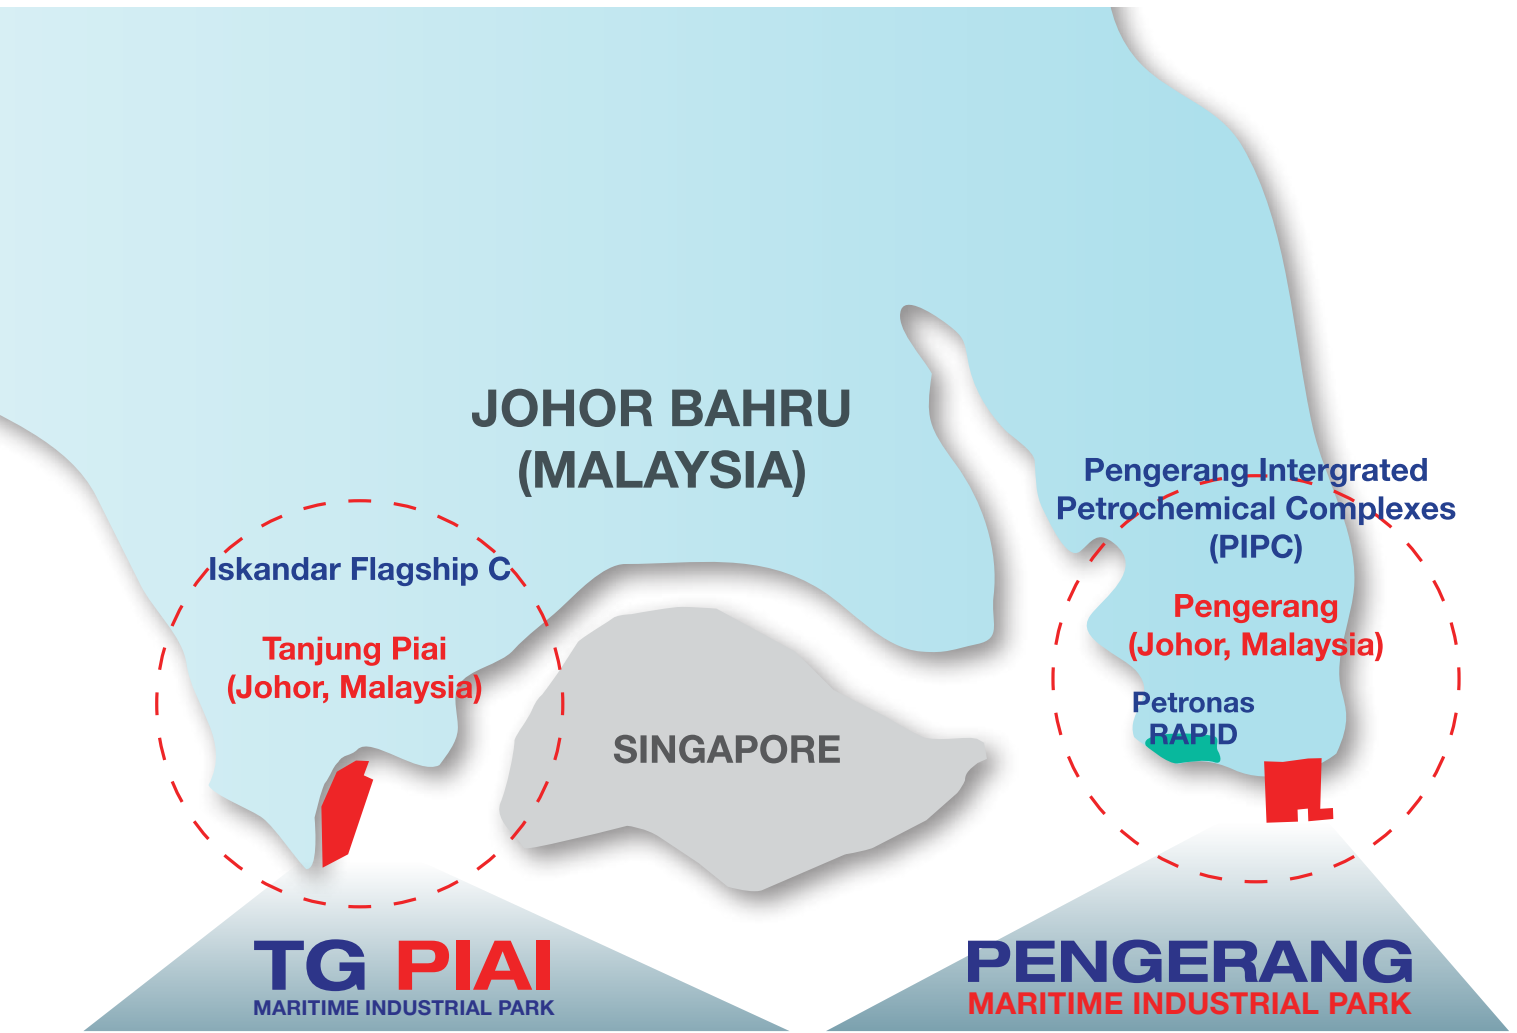 JOHOR BAHRU
(MALAYSIA)
Pengerang Intergrated
Petrochemical Complexes
(PIPC)
Iskandar Flagship C
Pengerang
(Johor, Malaysia)
Tanjung Piai
(Johor, Malaysia)
Petronas
RAPID
SINGAPORE
TG PIAI
MARITIME INDUSTRIAL PARK
PENGERANG
MARITIME INDUSTRIAL PARK